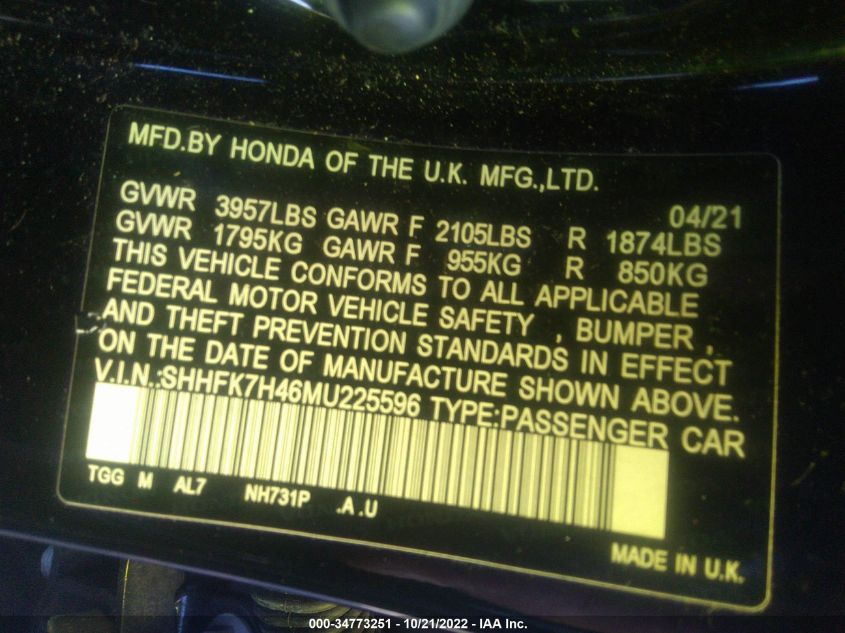 MFD.BY HONDA OF THE U.K. MFG.,LTD.
04/21
GVWR 3957LBS GAWR F 2105LBS R 1874LBS
GVWR 1795KG GAWR F 955KG R 850KG
THIS VEHICLE CONFORMS TO ALL APPLICABLE
FEDERAL MOTOR VEHICLE SAFETY , BUMPER ,
AND THEFT PREVENTION STANDARDS IN EFFECT
ON THE DATE OF MANUFACTURE SHOWN ABOVE.
V.I.N.:SHHFK7H46MU225596 TYPE:PASSENGER CAR
TGG M AL7 NH731P .A .U
MADE IN U.K.
000-34773251 - 10/21/2022 - IAA Inc.